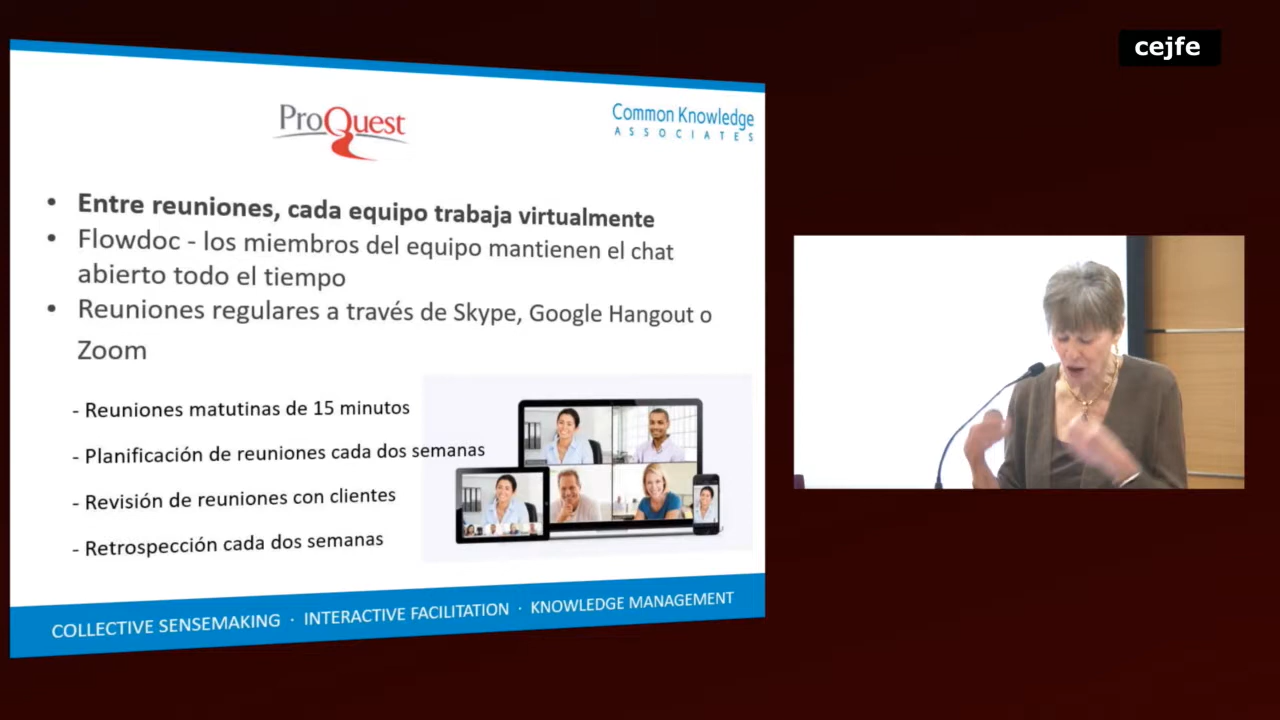 cejfe
ProQuest
Common Knowledge
ASSOCIATES
• Entre reuniones, cada equipo trabaja virtualmente
• Flowdoc - los miembros del equipo mantienen el chat
abierto todo el tiempo
• Reuniones regulares a través de Skype, Google Hangout o
Zoom
- Reuniones matutinas de 15 minutos
- Planificación de reuniones cada dos semanas
- Revisión de reuniones con clientes
- Retrospección cada dos semanas
COLLECTIVE SENSEMAKING · INTERACTIVE FACILITATION · KNOWLEDGE MANAGEMENT